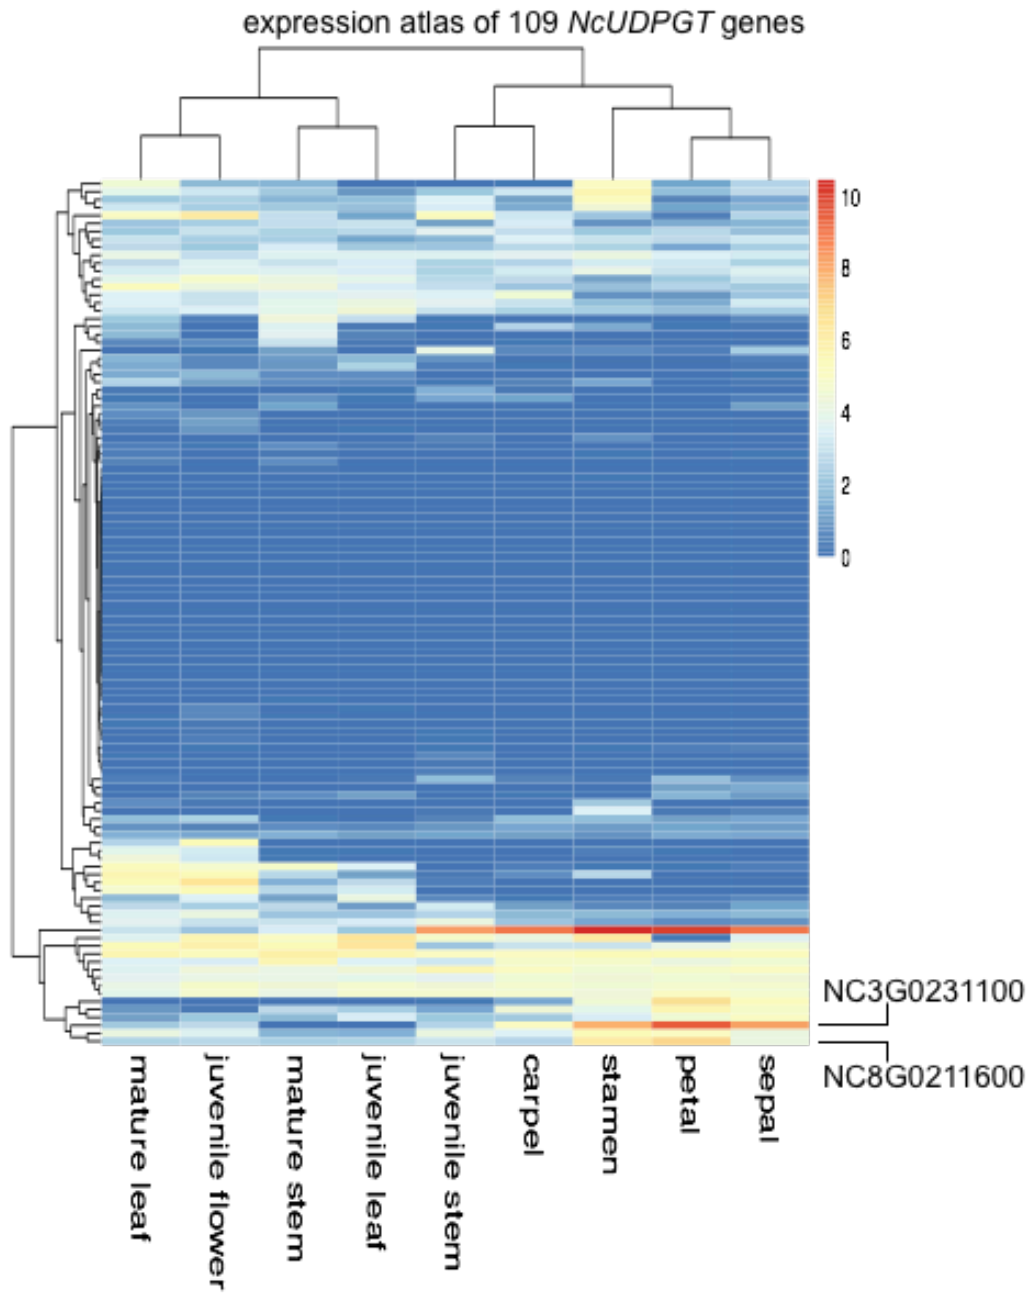 expression atlas of 109 NcUDPGT genes
10
8
6
4
2
0
NC3G0231100
NC8G0211600
mature leaf
juvenile flower
mature stem
juvenile leaf
juvenile stem
carpel
stamen
petal
sepal